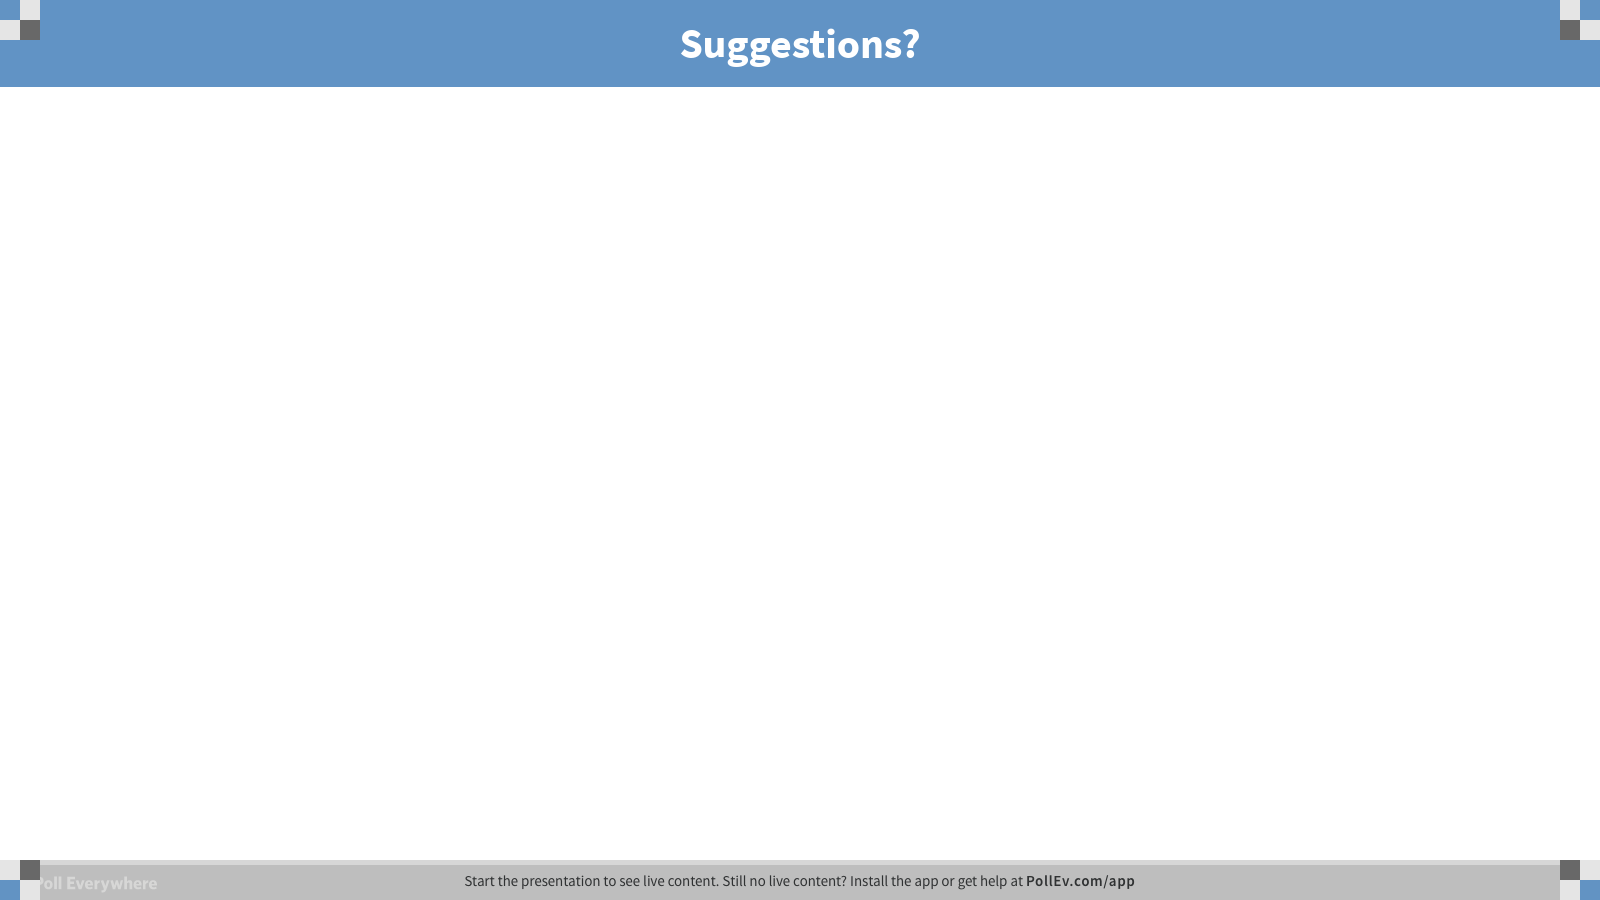 Suggestions?
Poll Everywhere
Start the presentation to see live content. Still no live content? Install the app or get help at PollEv.com/app